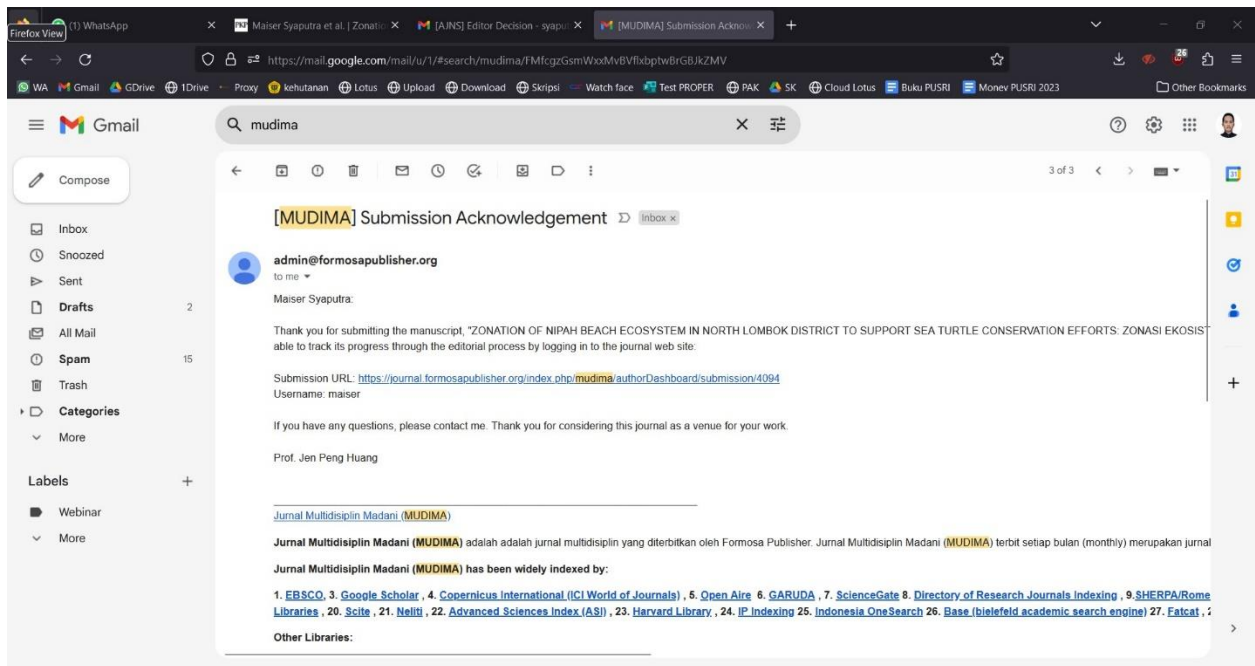 Firefox View
(1) WhatsApp
Maiser Syaputra et al. | Zonatio
[AJNS] Editor Decision - syaput
[MUDIMA] Submission Acknow
https://mail.google.com/mail/u/1/#search/mudima/FMfcgzGsmWxxMvBVflxbptwBrGBJkZMV
26
WA Gmail GDrive 1Drive Proxy kehutanan Lotus Upload Download Skripsi Watch face Test PROPER PAK SK Cloud Lotus Buku PUSRI Monev PUSRI 2023 Other Bookmarks
Gmail
mudima
Compose
3 of 3
Inbox
Snoozed
Sent
Drafts 2
All Mail
Spam 15
Trash
Categories
More
Labels
Webinar
More
[MUDIMA] Submission Acknowledgement Inbox x
admin@formosapublisher.org
to me
Maiser Syaputra:
Thank you for submitting the manuscript, "ZONATION OF NIPAH BEACH ECOSYSTEM IN NORTH LOMBOK DISTRICT TO SUPPORT SEA TURTLE CONSERVATION EFFORTS: ZONASI EKOSIST
able to track its progress through the editorial process by logging in to the journal web site:
Submission URL: https://journal.formosapublisher.org/index.php/mudima/authorDashboard/submission/4094
Username: maiser
If you have any questions, please contact me. Thank you for considering this journal as a venue for your work.
Prof. Jen Peng Huang
Jurnal Multidisiplin Madani (MUDIMA)
Jurnal Multidisiplin Madani (MUDIMA) adalah adalah jurnal multidisiplin yang diterbitkan oleh Formosa Publisher. Jurnal Multidisiplin Madani (MUDIMA) terbit setiap bulan (monthly) merupakan jurnal
Jurnal Multidisiplin Madani (MUDIMA) has been widely indexed by:
1. EBSCO, 3. Google Scholar , 4. Copernicus International (ICI World of Journals) , 5. Open Aire 6. GARUDA , 7. ScienceGate 8. Directory of Research Journals Indexing , 9.SHERPA/Rome
Libraries , 20. Scite , 21. Neliti , 22. Advanced Sciences Index (ASI) , 23. Harvard Library , 24. IP Indexing 25. Indonesia OneSearch 26. Base (bielefeld academic search engine) 27. Fatcat , 2
Other Libraries: